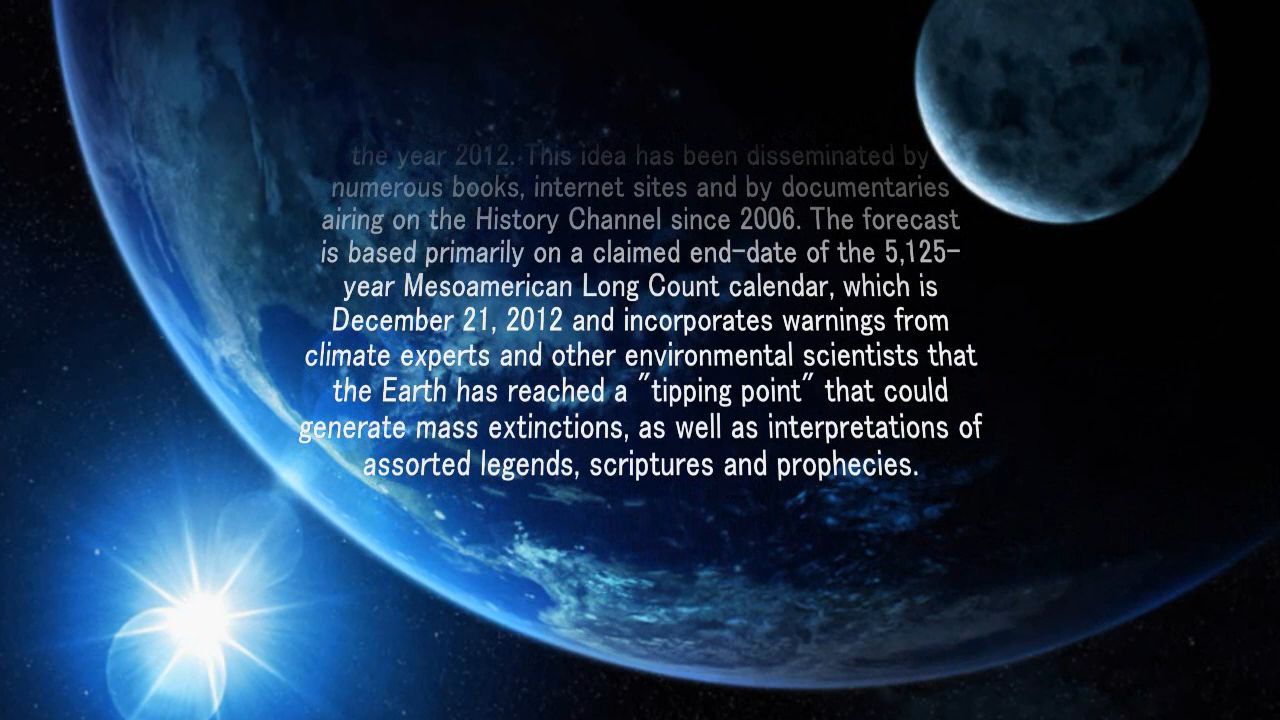 the year 2012. This idea has been disseminated by
numerous books, internet sites and by documentaries
airing on the History Channel since 2006. The forecast
is based primarily on a claimed end-date of the 5,125-
year Mesoamerican Long Count calendar, which is
December 21, 2012 and incorporates warnings from
climate experts and other environmental scientists that
the Earth has reached a "tipping point" that could
generate mass extinctions, as well as interpretations of
assorted legends, scriptures and prophecies.